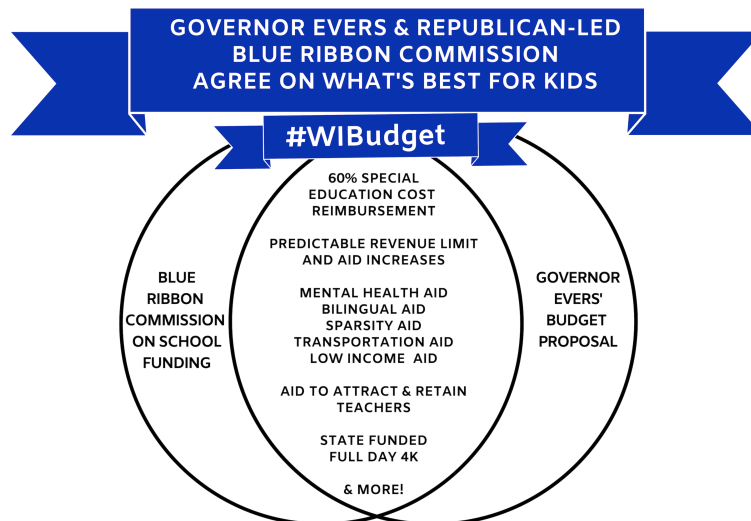 GOVERNOR EVERS & REPUBLICAN-LED
BLUE RIBBON COMMISSION
AGREE ON WHAT'S BEST FOR KIDS
#WIBudget
BLUE
RIBBON
COMMISSION
ON SCHOOL
FUNDING
60% SPECIAL
EDUCATION COST
REIMBURSEMENT
PREDICTABLE REVENUE LIMIT
AND AID INCREASES
MENTAL HEALTH AID
BILINGUAL AID
SPARSITY AID
TRANSPORTATION AID
LOW INCOME AID
AID TO ATTRACT & RETAIN
TEACHERS
STATE FUNDED
FULL DAY 4K
& MORE!
GOVERNOR
EVERS'
BUDGET
PROPOSAL